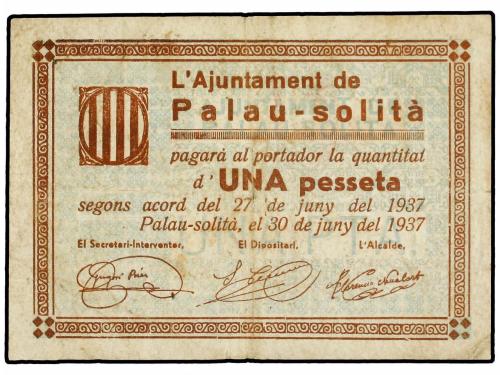 L'Ajuntament de
Palau-solità
pagarà al portador la quantitat
d' UNA pesseta
segons acord del 27 de juny del 1937
Palau-solità, el 30 de juny del 1937
El Secretari-Interventor, El Dipositari, L'Alcalde,